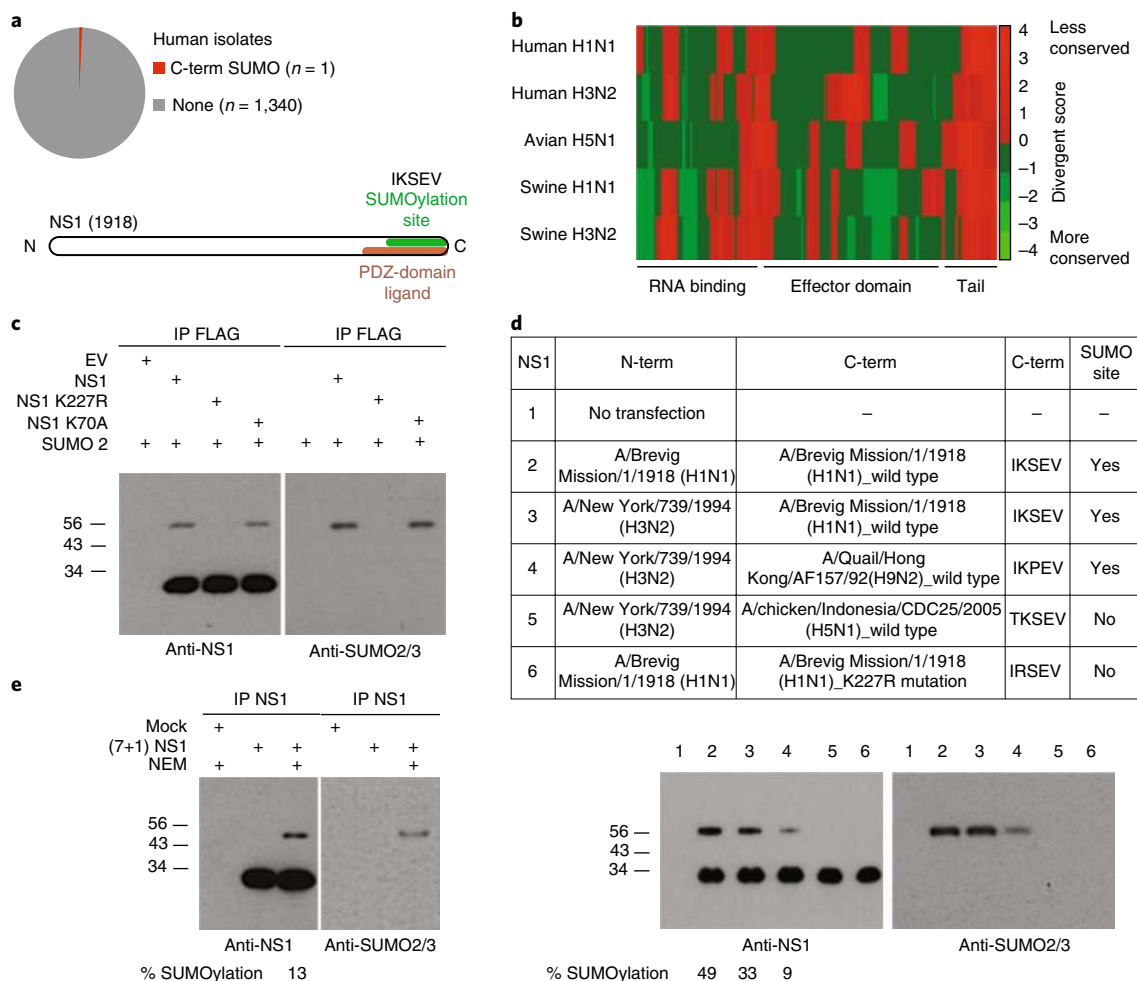 a
Human isolates
C-term SUMO (n = 1)
None (n = 1,340)
IKSEV
SUMOylation
site
NS1 (1918)
N
C
PDZ-domain
ligand
b
Human H1N1
Human H3N2
Avian H5N1
Swine H1N1
Swine H3N2
4
3
2
1
0
−1
−2
−3
−4
Less
conserved
Divergent score
More
conserved
RNA binding
Effector domain
Tail
c
IP FLAG
IP FLAG
EV +
NS1 + +
NS1 K227R + +
NS1 K70A + +
SUMO 2 + + + + + + + +
56
43
34
Anti-NS1
Anti-SUMO2/3
d
NS1 N-term C-term C-term SUMO
site
1 No transfection – – –
2 A/Brevig
Mission/1/1918 (H1N1) A/Brevig Mission/1/1918
(H1N1)_wild type IKSEV Yes
3 A/New York/739/1994
(H3N2) A/Brevig Mission/1/1918
(H1N1)_wild type IKSEV Yes
4 A/New York/739/1994
(H3N2) A/Quail/Hong
Kong/AF157/92(H9N2)_wild type IKPEV Yes
5 A/New York/739/1994
(H3N2) A/chicken/Indonesia/CDC25/2005
(H5N1)_wild type TKSEV No
6 A/Brevig
Mission/1/1918 (H1N1) A/Brevig Mission/1/1918
(H1N1)_K227R mutation IRSEV No
1 2 3 4 5 6 1 2 3 4 5 6
56
43
34
Anti-NS1
Anti-SUMO2/3
% SUMOylation 49 33 9
e
IP NS1
IP NS1
Mock + +
(7+1) NS1 + + + +
NEM + + +
56
43
34
Anti-NS1
Anti-SUMO2/3
% SUMOylation 13